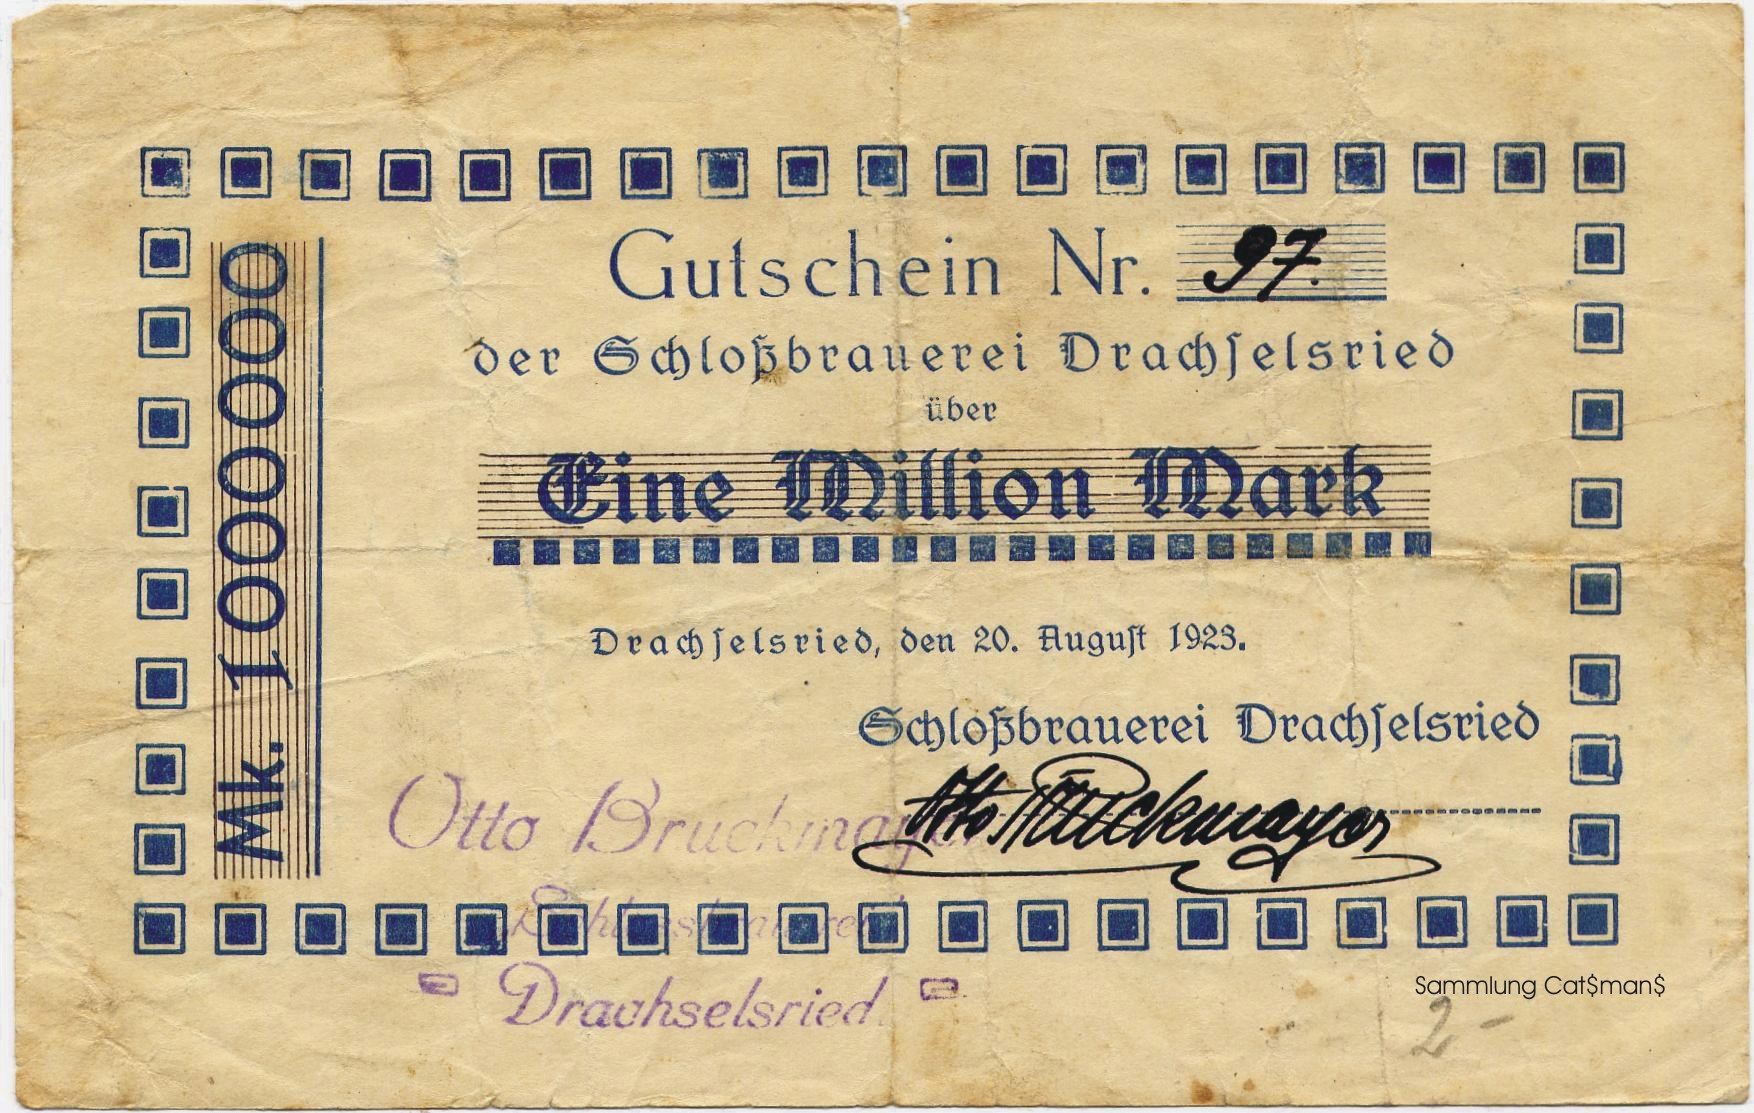 Gutschein Nr. 97.
der Schloßbrauerei Drachſelsried
über
Eine Million Mark
Mk. 1000000
Drachſelsried, den 20. Auguſt 1923.
Schloßbrauerei Drachſelsried
Otto Bruckmayer
Otto Bruckmayer
Schlossbrauerei
Drachselsried
Sammlung Cat$man$
2-